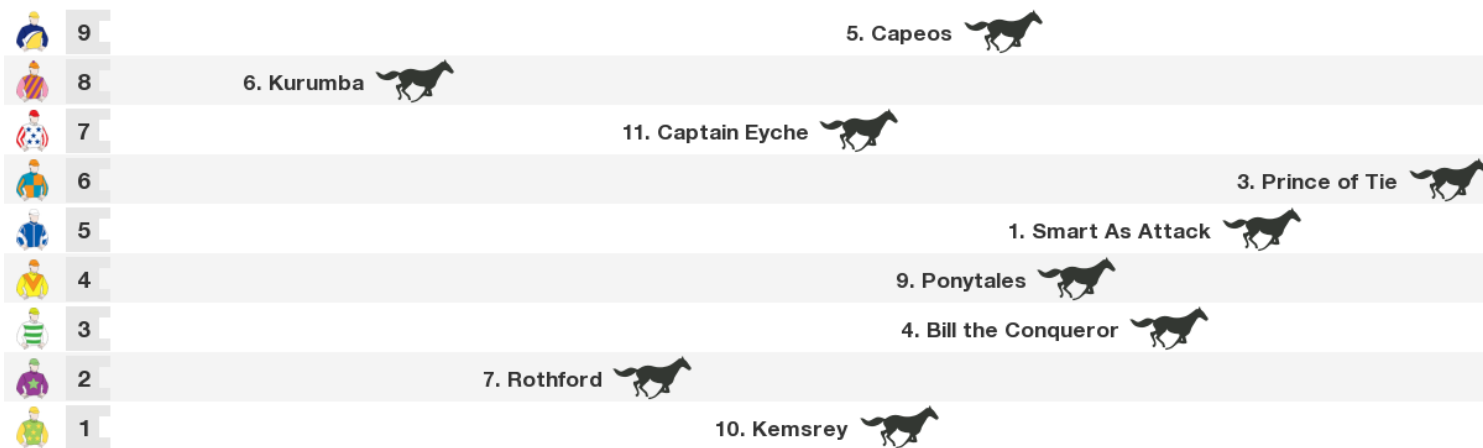 9 5. Capeos
8 6. Kurumba
7 11. Captain Eyche
6 3. Prince of Tie
5 1. Smart As Attack
4 9. Ponytales
3 4. Bill the Conqueror
2 7. Rothford
1 10. Kemsrey